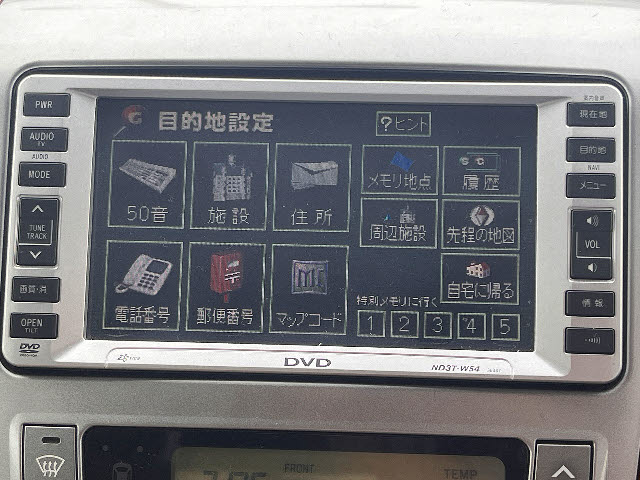 PWR
AUDIO
TV
AUDIO
MODE
TUNE
TRACK
画質・消
OPEN
TILT
DVD
目的地設定
?ヒント
50音
施設
住所
メモリ地点
履歴
周辺施設
先程の地図
電話番号
郵便番号
マップコード
自宅に帰る
特別メモリに行く
1 2 3 4 5
現在地
目的地
NAVI
メニュー
VOL
情報
DVD
ND3T-W54
FRONT
TEMP